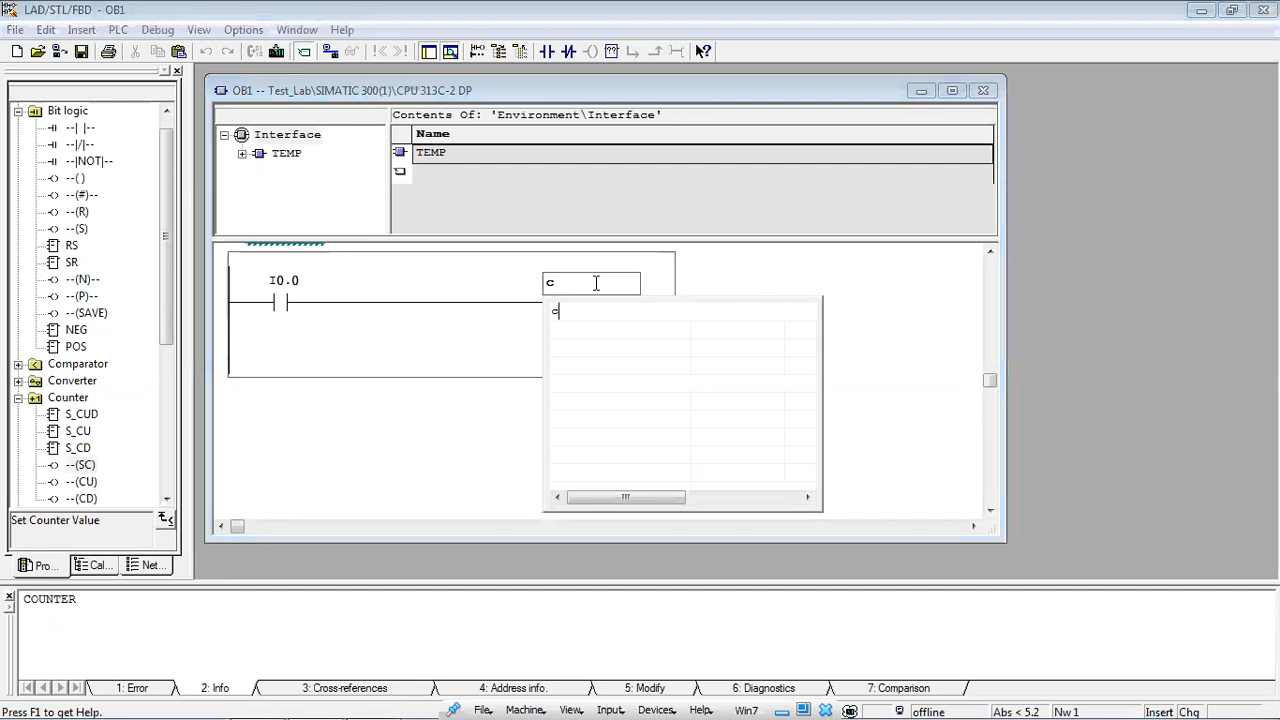 LAD/STL/FBD - OB1
File Edit Insert PLC Debug View Options Window Help
OB1 -- Test_Lab\SIMATIC 300(1)\CPU 313C-2 DP
Contents Of: 'Environment\Interface'
Interface
TEMP
Name
TEMP
Bit logic
--| |--
--|/|--
--|NOT|--
--( )
--(#)--
--(R)
--(S)
RS
SR
--(N)--
--(P)--
--(SAVE)
NEG
POS
Comparator
Converter
Counter
S_CUD
S_CU
S_CD
--(SC)
--(CU)
--(CD)
Set Counter Value
Pro... Cal... Net...
I0.0
c
c
COUNTER
1: Error 2: Info 3: Cross-references 4: Address info. 5: Modify 6: Diagnostics 7: Comparison
Press F1 to get Help. File, Machine, View, Input, Devices, Help, Win7 offline Abs < 5.2 Nw 1 Insert Chq